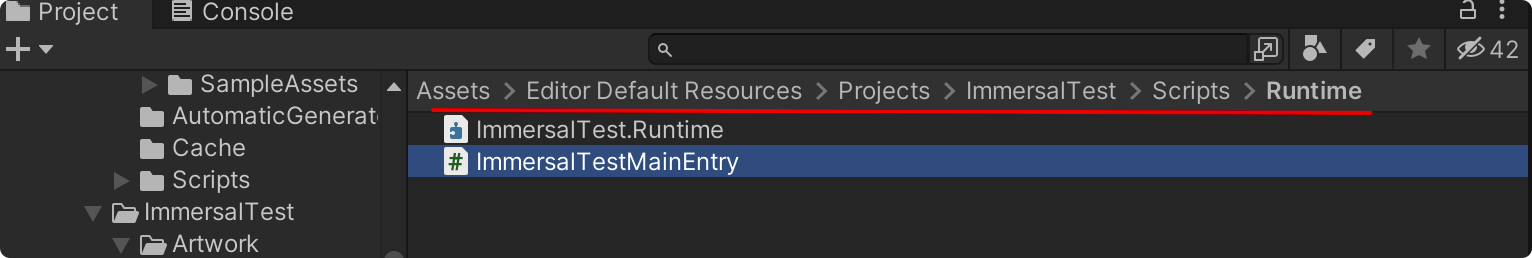 Project Console
42
SampleAssets
Assets > Editor Default Resources > Projects > ImmersalTest > Scripts > Runtime
AutomaticGenerat
ImmersalTest.Runtime
Cache
# ImmersalTestMainEntry
Scripts
ImmersalTest
Artwork